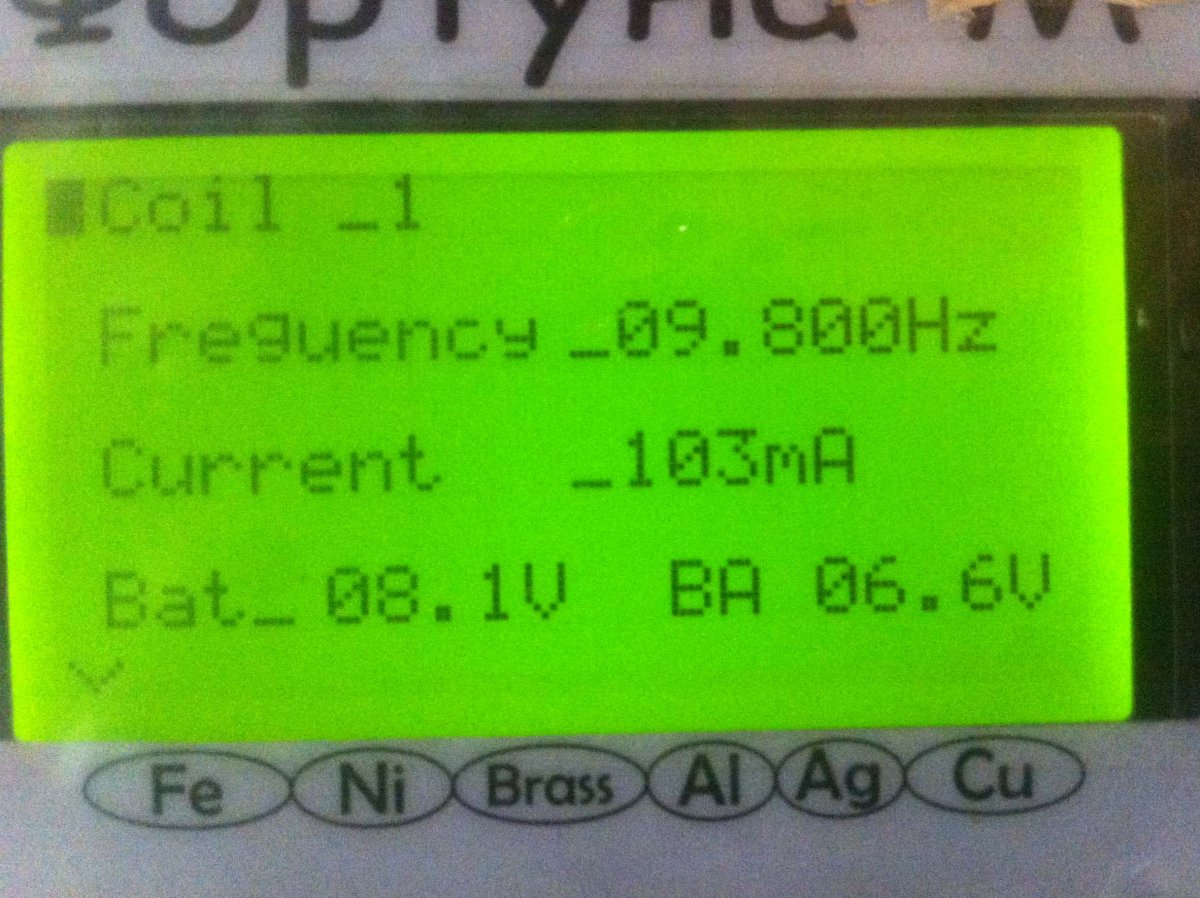 Фортуна М
Coil _1
Freguency _09.800Hz
Current _103mA
Bat_ 08.1V BA 06.6V
Fe Ni Brass Al Ag Cu